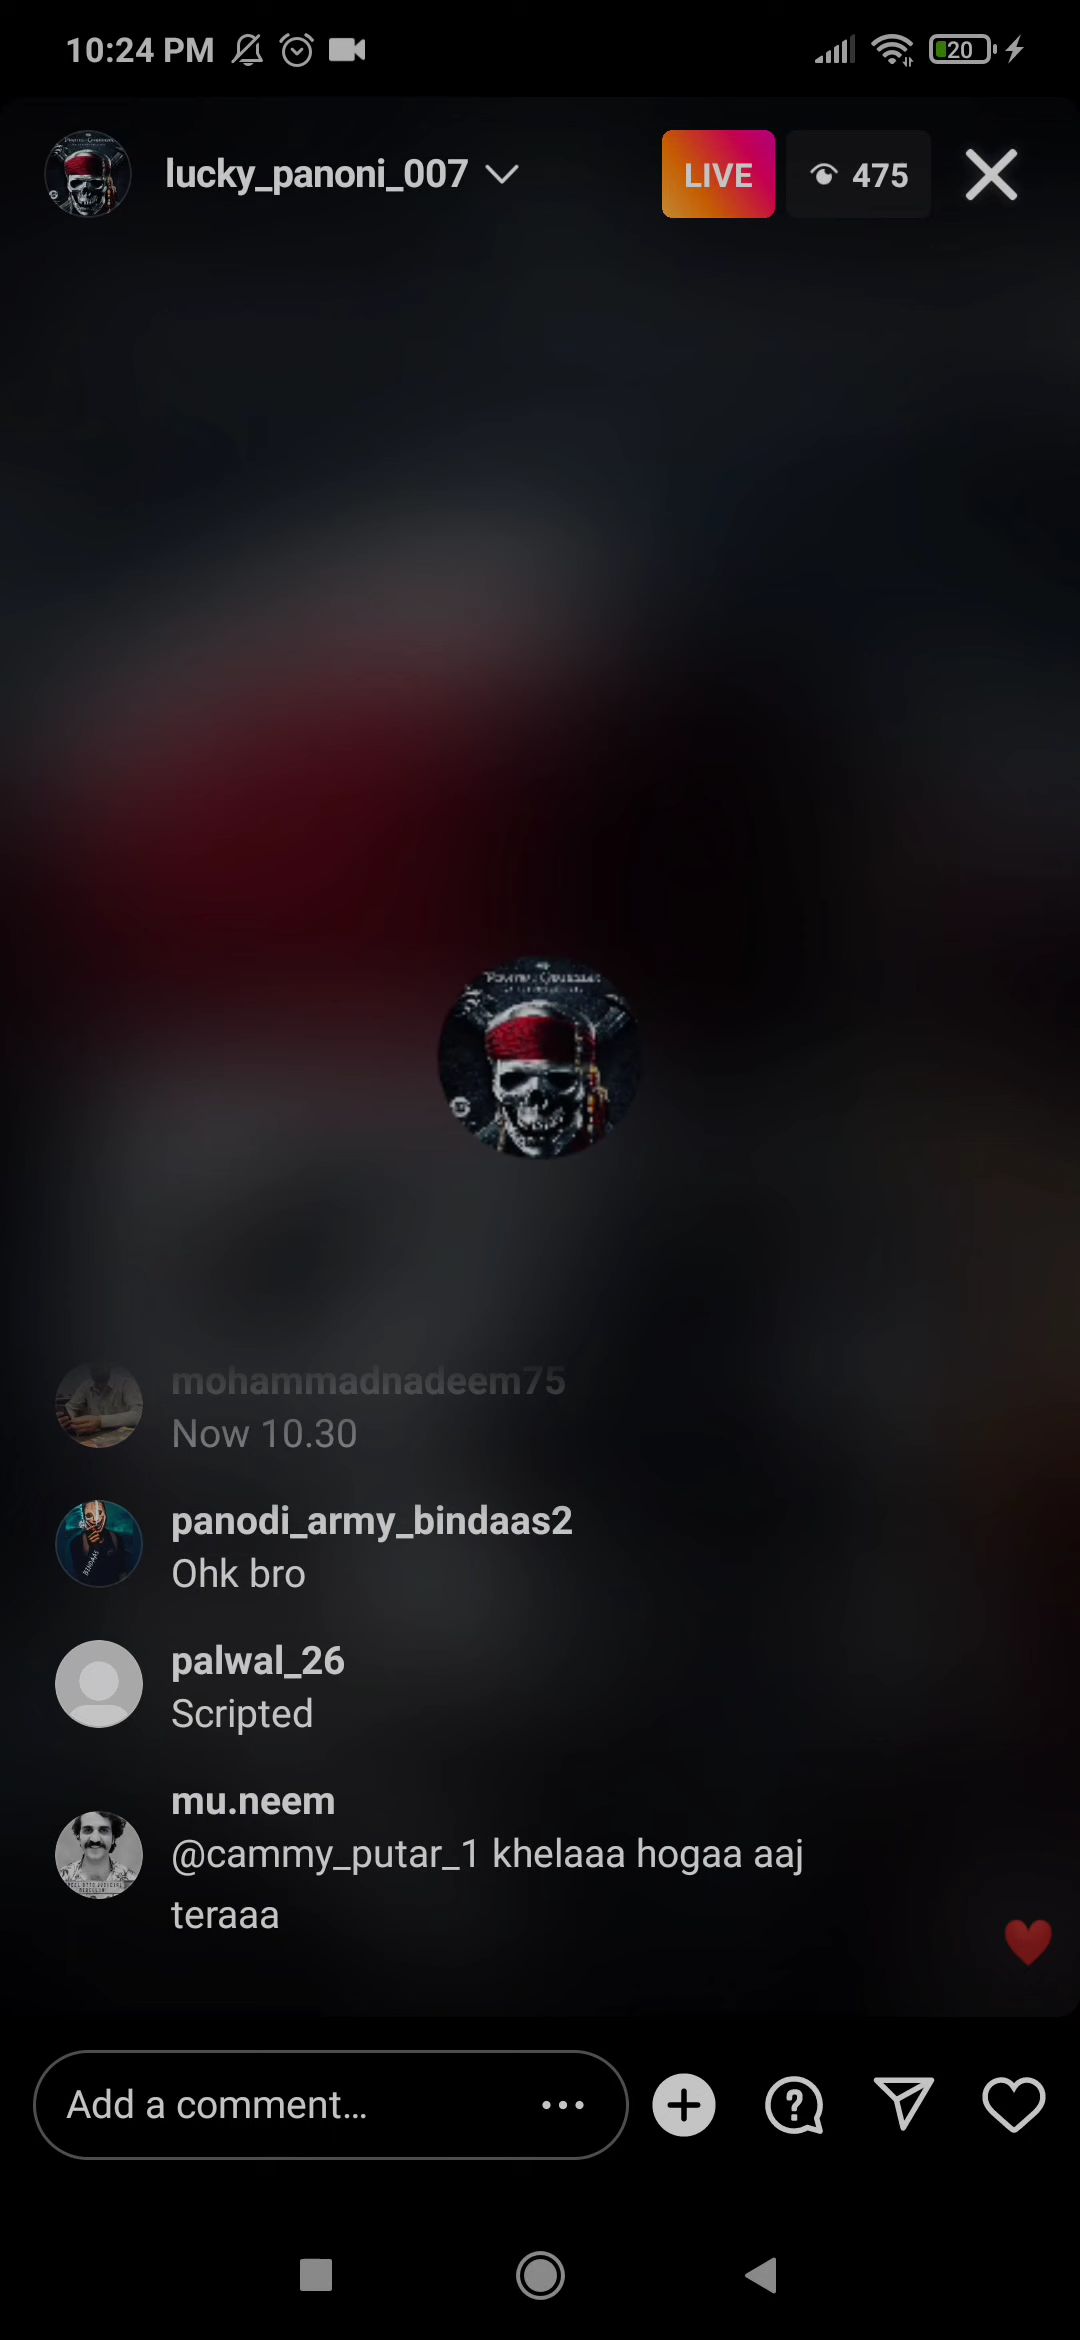 10:24 PM
20
lucky_panoni_007
LIVE
475
mohammadnadeem75
Now 10.30
panodi_army_bindaas2
Ohk bro
palwal_26
Scripted
mu.neem
@cammy_putar_1 khelaaa hogaa aaj
teraaa
Add a comment...